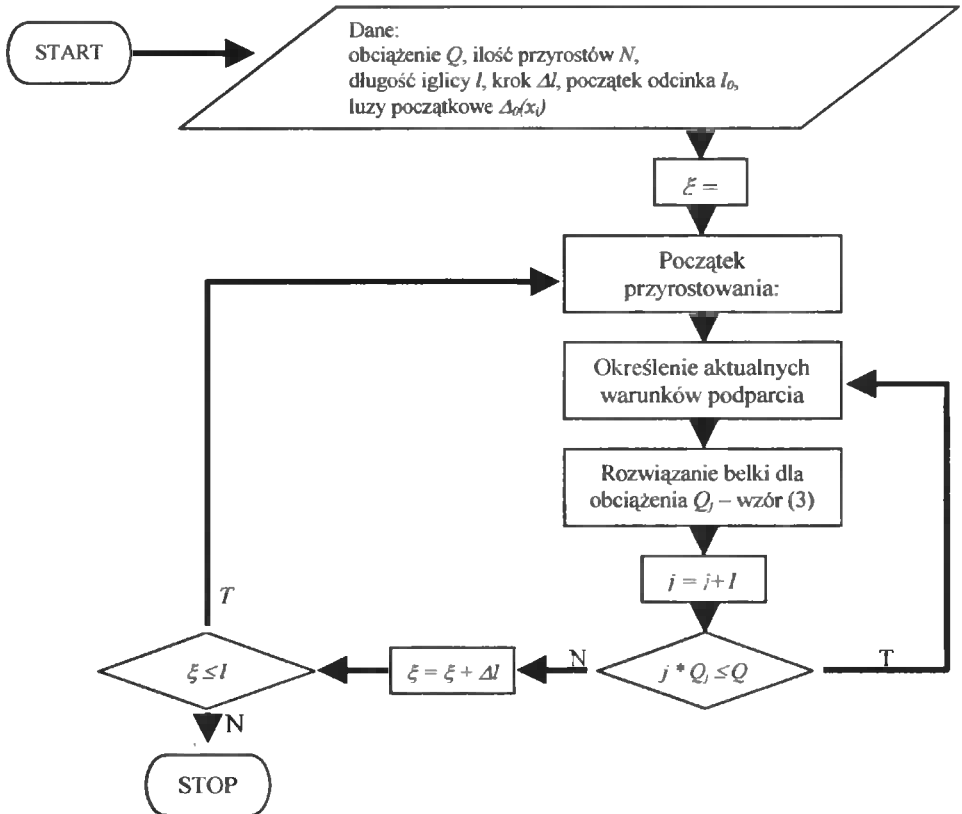 START
Dane:
obciążenie Q, ilość przyrostów N,
długość iglicy l, krok Δl, początek odcinka l₀,
luzy początkowe Δ₀(xᵢ)
ξ =
Początek
przyrostowania:
Określenie aktualnych
warunków podparcia
Rozwiązanie belki dla
obciążenia Qⱼ – wzór (3)
j = j+1
T
ξ ≤ l
ξ = ξ + Δl
N
j * Qⱼ ≤ Q
T
N
STOP